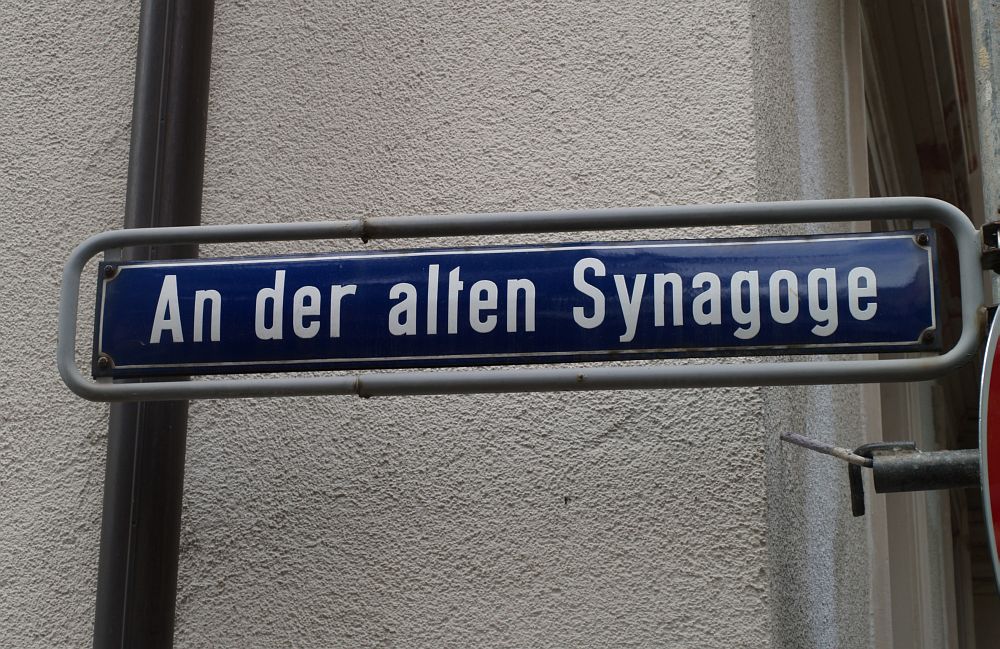 An der alten Synagoge